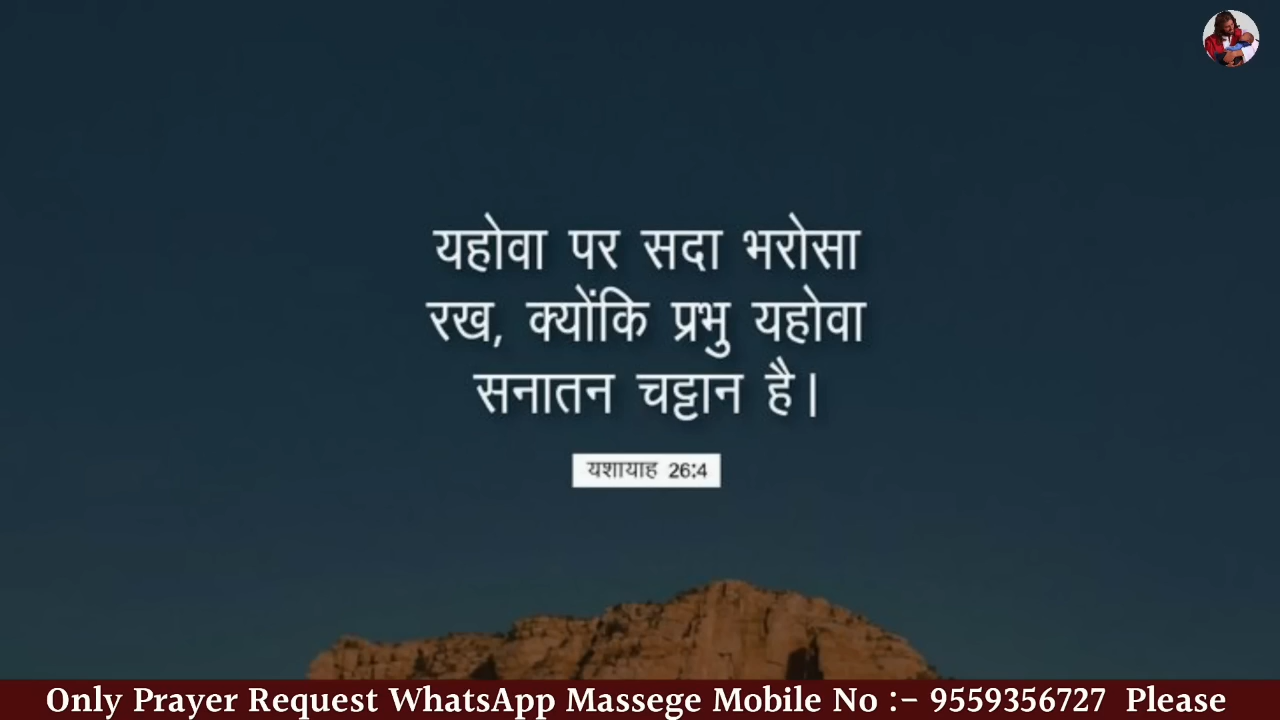 यहोवा पर सदा भरोसा
रख, क्योंकि प्रभु यहोवा
सनातन चट्टान है।
यशायाह 26:4
Only Prayer Request WhatsApp Massege Mobile No :- 9559356727 Please